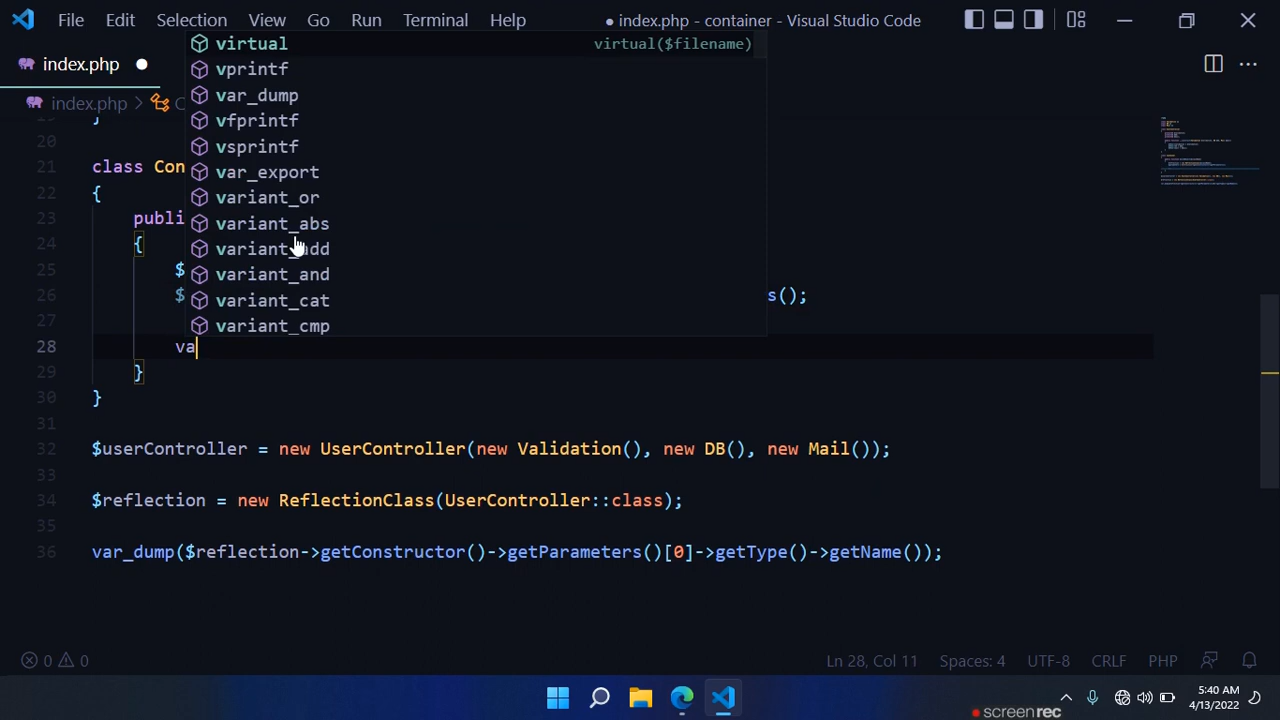 File Edit Selection View Go Run Terminal Help ● index.php - container - Visual Studio Code
index.php ●
index.php > C
virtual virtual($filename)
vprintf
var_dump
vfprintf
vsprintf
var_export
variant_or
variant_abs
variant_add
variant_and
variant_cat
variant_cmp
20
21 class Con
22 {
23 publi
24 {
25 $
26 $ s();
27
28 va
29 }
30 }
31
32 $userController = new UserController(new Validation(), new DB(), new Mail());
33
34 $reflection = new ReflectionClass(UserController::class);
35
36 var_dump($reflection->getConstructor()->getParameters()[0]->getType()->getName());
0 0 Ln 28, Col 11 Spaces: 4 UTF-8 CRLF PHP
5:40 AM
4/13/2022
screenrec